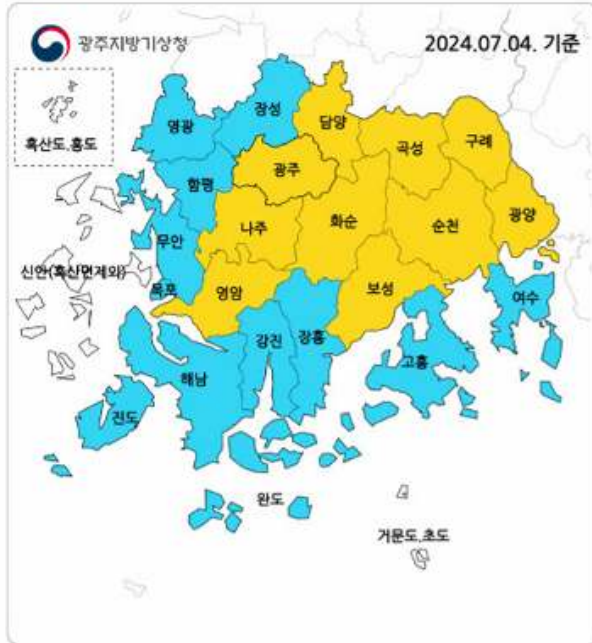 광주지방기상청
2024.07.04. 기준
흑산도.홍도
영광
장성
담양
곡성
구례
함평
광주
나주
화순
순천
광양
무안
신안(흑산면제외)
목포
영암
보성
여수
강진
장흥
해남
고흥
진도
완도
거문도.초도